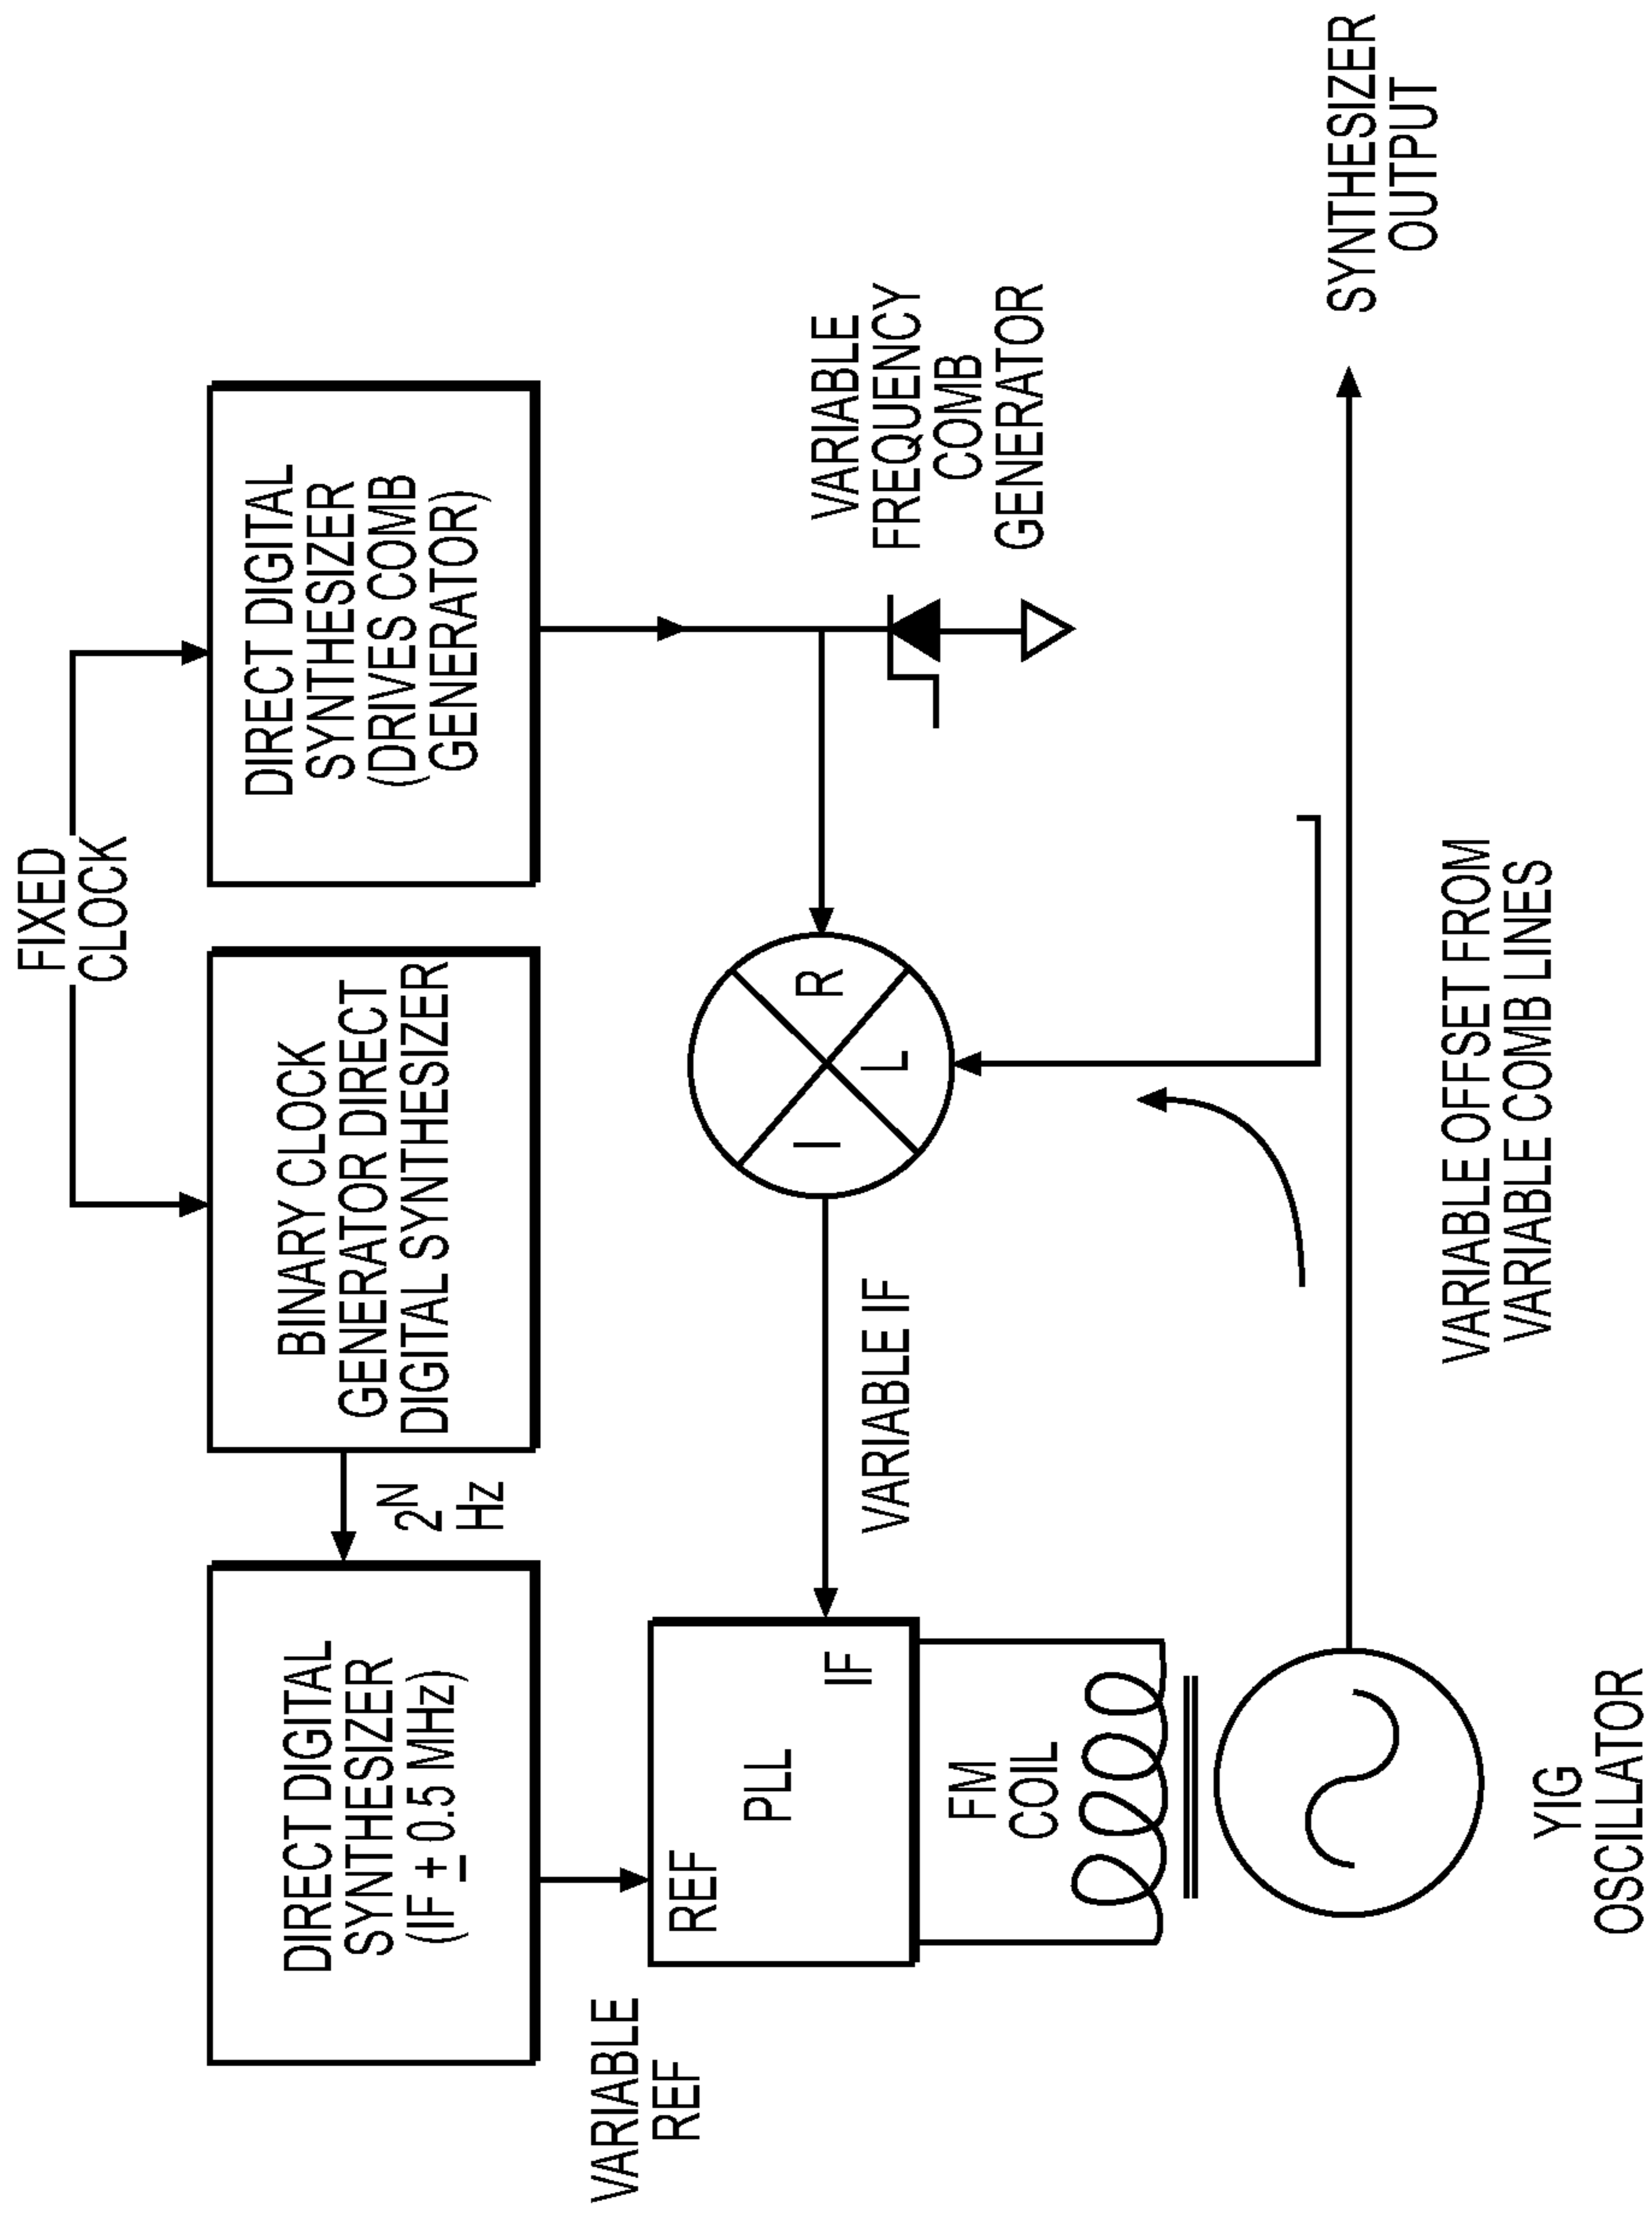 FIXED
CLOCK
DIRECT DIGITAL
SYNTHESIZER
(IF ± 0.5 MHz)
2N
Hz
BINARY CLOCK
GENERATOR DIRECT
DIGITAL SYNTHESIZER
DIRECT DIGITAL
SYNTHESIZER
(DRIVES COMB
GENERATOR)
VARIABLE
REF
REF
PLL
IF
VARIABLE IF
I
R
L
VARIABLE
FREQUENCY
COMB
GENERATOR
FM
COIL
YIG
OSCILLATOR
VARIABLE OFFSET FROM
VARIABLE COMB LINES
SYNTHESIZER
OUTPUT